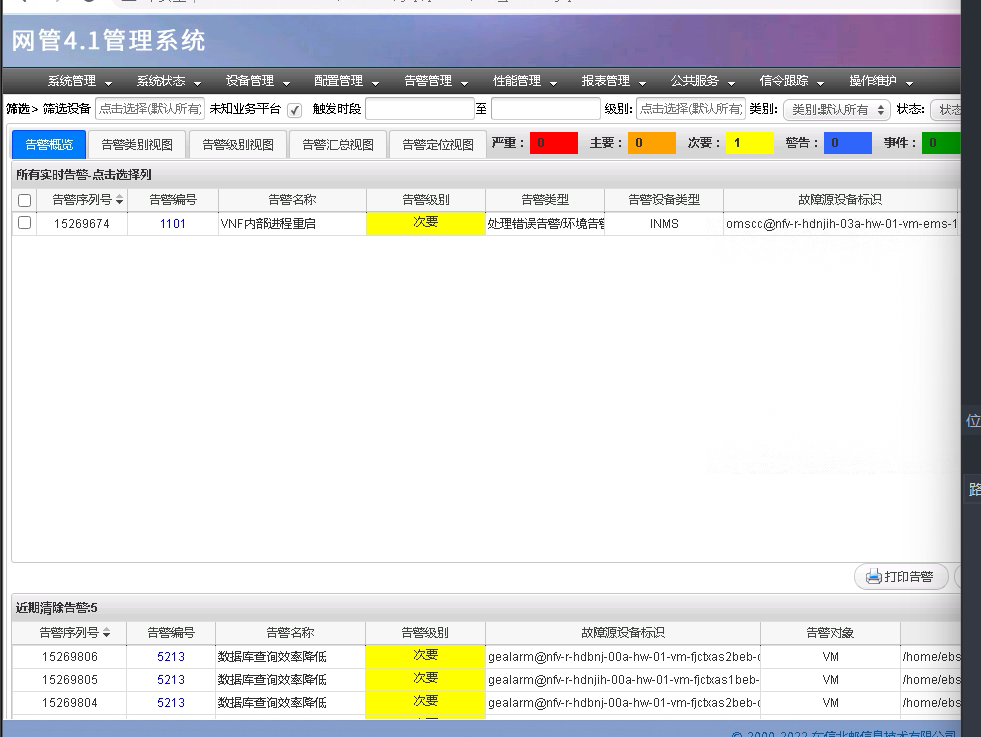 网管4.1管理系统
系统管理 系统状态 设备管理 配置管理 告警管理 性能管理 报表管理 公共服务 信令跟踪 操作维护
筛选> 筛选设备 点击选择(默认所有) 未知业务平台 触发时段 至 级别: 点击选择(默认所有) 类别: 类别:默认所有 状态: 状态
告警概览 告警类别视图 告警级别视图 告警汇总视图 告警定位视图 严重： 0 主要： 0 次要： 1 警告： 0 事件： 0
所有实时告警-点击选择列
告警序列号 告警编号 告警名称 告警级别 告警类型 告警设备类型 故障源设备标识
15269674 1101 VNF内部进程重启 次要 处理错误告警/环境告警 INMS omscc@nfv-r-hdnjih-03a-hw-01-vm-ems-1
位
路
打印告警
近期清除告警:5
告警序列号 告警编号 告警名称 告警级别 故障源设备标识 告警对象
15269806 5213 数据库查询效率降低 次要 gealarm@nfv-r-hdbnj-00a-hw-01-vm-fjctxas2beb- VM /home/ebs
15269805 5213 数据库查询效率降低 次要 gealarm@nfv-r-hdnjih-00a-hw-01-vm-fjctxas1beb- VM /home/ebs
15269804 5213 数据库查询效率降低 次要 gealarm@nfv-r-hdbnj-00a-hw-01-vm-fjctxas2beb- VM /home/ebs
© 2000-2022 东信北邮信息技术有限公司